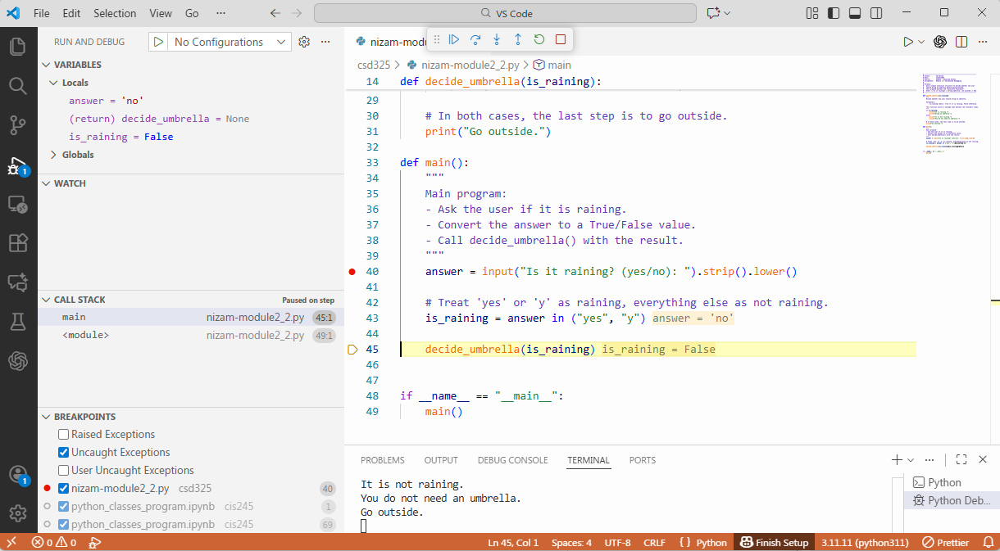 File Edit Selection View Go ··· VS Code
RUN AND DEBUG No Configurations ···
VARIABLES
Locals
answer = 'no'
(return) decide_umbrella = None
is_raining = False
Globals
WATCH
CALL STACK Paused on step
main nizam-module2_2.py 45:1
<module> nizam-module2_2.py 49:1
BREAKPOINTS
Raised Exceptions
Uncaught Exceptions
User Uncaught Exceptions
nizam-module2_2.py csd325 40
python_classes_program.ipynb cis245 1
python_classes_program.ipynb cis245 69
1
1
nizam-modu
csd325 > nizam-module2_2.py > main
14 def decide_umbrella(is_raining):
29
30 # In both cases, the last step is to go outside.
31 print("Go outside.")
32
33 def main():
34 """
35 Main program:
36 - Ask the user if it is raining.
37 - Convert the answer to a True/False value.
38 - Call decide_umbrella() with the result.
39 """
40 answer = input("Is it raining? (yes/no): ").strip().lower()
41
42 # Treat 'yes' or 'y' as raining, everything else as not raining.
43 is_raining = answer in ("yes", "y") answer = 'no'
44
45 decide_umbrella(is_raining) is_raining = False
46
47
48 if __name__ == "__main__":
49 main()
PROBLEMS OUTPUT DEBUG CONSOLE TERMINAL PORTS
It is not raining.
You do not need an umbrella.
Go outside.
Python
Python Deb...
0 0 Ln 45, Col 1 Spaces: 4 UTF-8 CRLF { } Python Finish Setup 3.11.11 (python311) Prettier